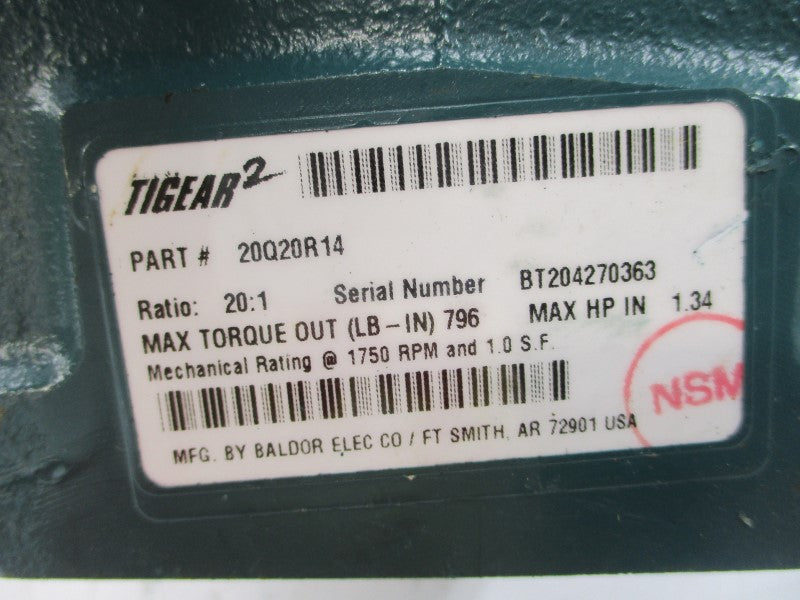 TIGEAR2
PART # 20Q20R14
Ratio: 20:1 Serial Number BT204270363
MAX TORQUE OUT (LB-IN) 796 MAX HP IN 1.34
Mechanical Rating @ 1750 RPM and 1.0 S.F.
NSM
MFG. BY BALDOR ELEC CO / FT SMITH, AR 72901 USA